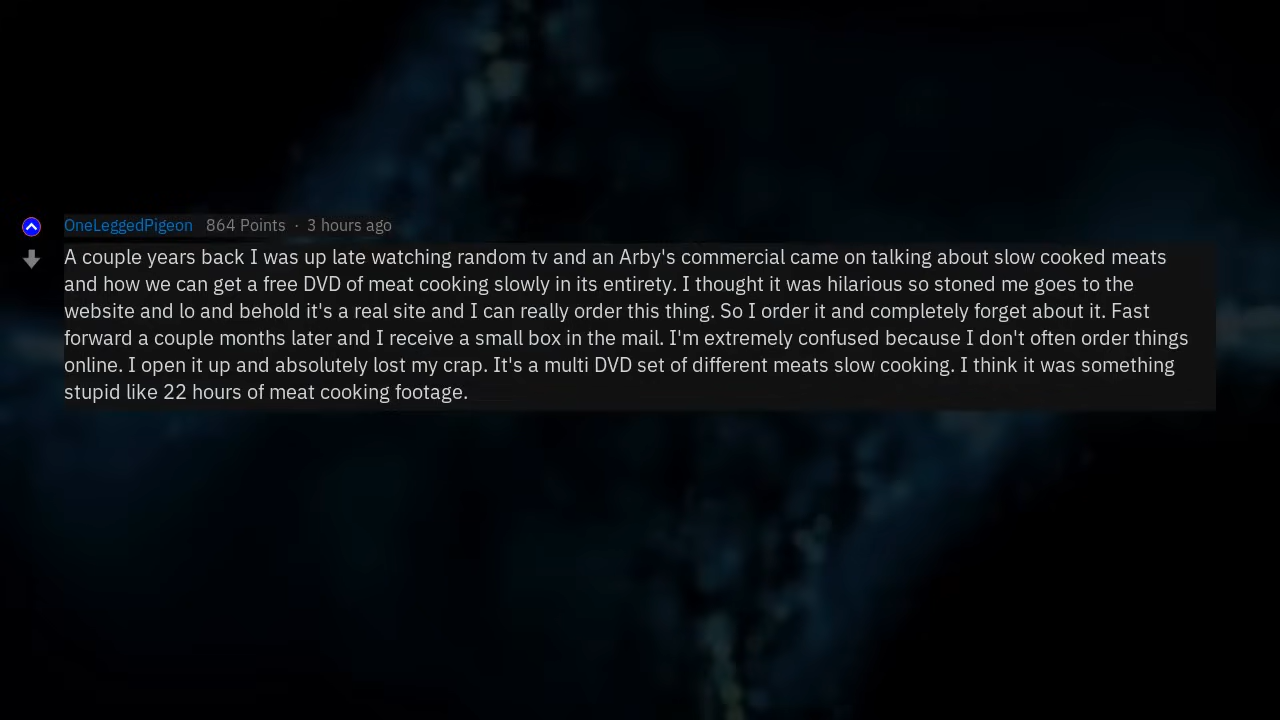 OneLeggedPigeon 864 Points · 3 hours ago
A couple years back I was up late watching random tv and an Arby's commercial came on talking about slow cooked meats
and how we can get a free DVD of meat cooking slowly in its entirety. I thought it was hilarious so stoned me goes to the
website and lo and behold it's a real site and I can really order this thing. So I order it and completely forget about it. Fast
forward a couple months later and I receive a small box in the mail. I'm extremely confused because I don't often order things
online. I open it up and absolutely lost my crap. It's a multi DVD set of different meats slow cooking. I think it was something
stupid like 22 hours of meat cooking footage.